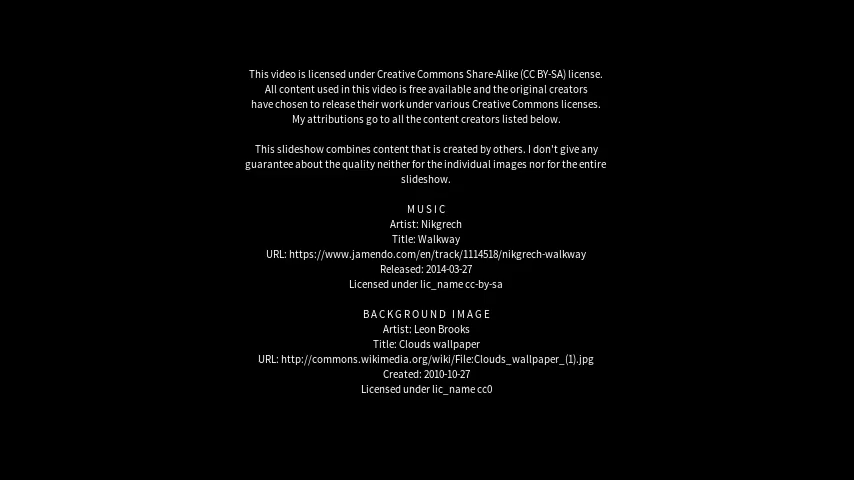 This video is licensed under Creative Commons Share-Alike (CC BY-SA) license.
All content used in this video is free available and the original creators
have chosen to release their work under various Creative Commons licenses.
My attributions go to all the content creators listed below.
This slideshow combines content that is created by others. I don't give any
guarantee about the quality neither for the individual images nor for the entire
slideshow.
MUSIC
Artist: Nikgrech
Title: Walkway
URL: https://www.jamendo.com/en/track/1114518/nikgrech-walkway
Released: 2014-03-27
Licensed under lic_name cc-by-sa
BACKGROUND IMAGE
Artist: Leon Brooks
Title: Clouds wallpaper
URL: http://commons.wikimedia.org/wiki/File:Clouds_wallpaper_(1).jpg
Created: 2010-10-27
Licensed under lic_name cc0